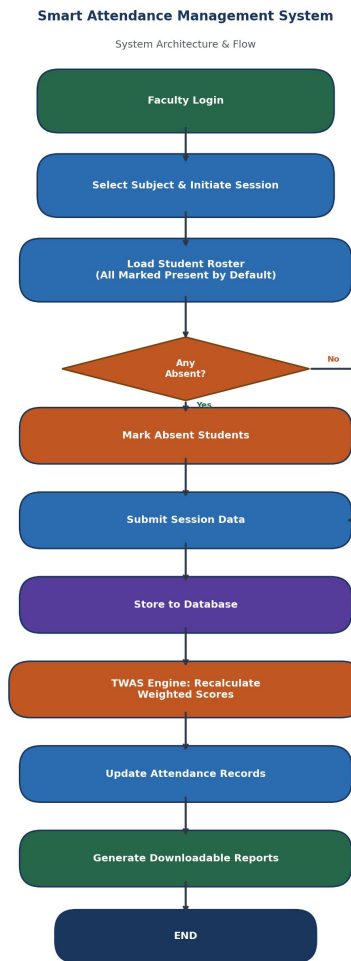 Smart Attendance Management System
System Architecture & Flow
Faculty Login
Select Subject & Initiate Session
Load Student Roster
(All Marked Present by Default)
Any
Absent?
No
Yes
Mark Absent Students
Submit Session Data
Store to Database
TWAS Engine: Recalculate
Weighted Scores
Update Attendance Records
Generate Downloadable Reports
END